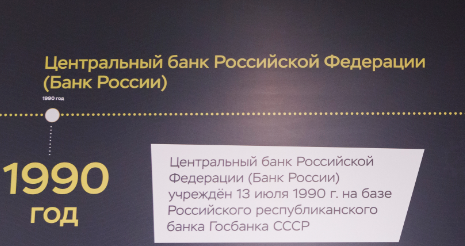 Центральный банк Российской Федерации
(Банк России)
1990 год
1990
год
Центральный банк Российской
Федерации (Банк России)
учреждён 13 июля 1990 г. на базе
Российского республиканского
банка Госбанка СССР